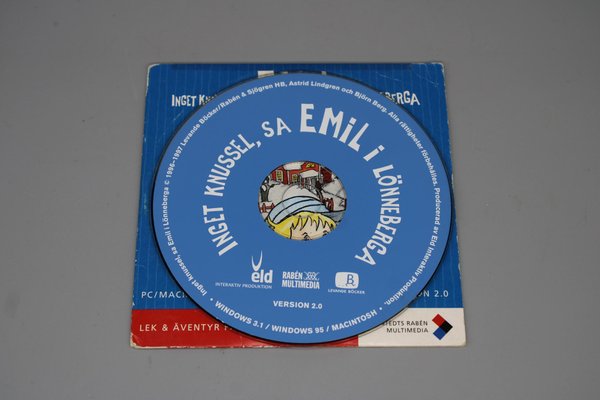 INGET
BERGA
INGET KNUSSEL, SA EMiL i LÖNNEBERGA
Inget knussel, sa Emil i Lönneberga © 1996–1997 Levande Böcker/Rabén & Sjögren HB, Astrid Lindgren och Björn Berg. Alla rättigheter förbehålles. Producerad av Eld Interaktiv Produktion.
eld
INTERAKTIV PRODUKTION
RABÉN
MULTIMEDIA
B
LEVANDE BÖCKER
VERSION 2.0
• WINDOWS 3.1 / WINDOWS 95 / MACINTOSH •
PC/MACIN
ON 2.0
LEK & ÄVENTYR
RABÉN
MULTIMEDIA